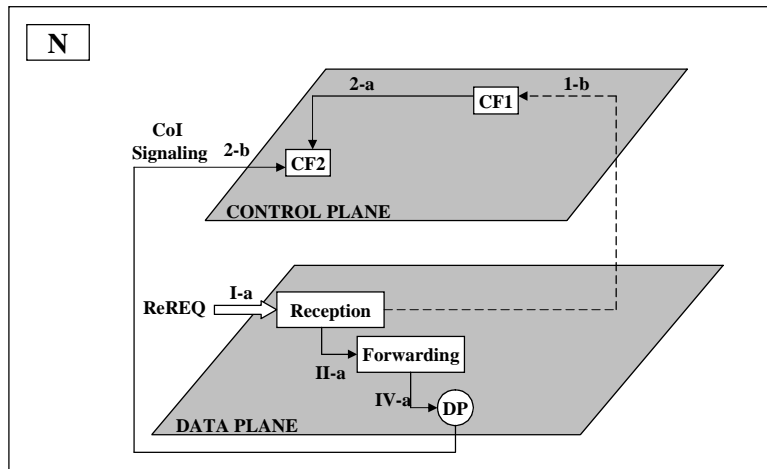 N
2-a
1-b
CF1
CoI
Signaling
2-b
CF2
CONTROL PLANE
I-a
ReREQ
Reception
Forwarding
II-a
IV-a
DP
DATA PLANE